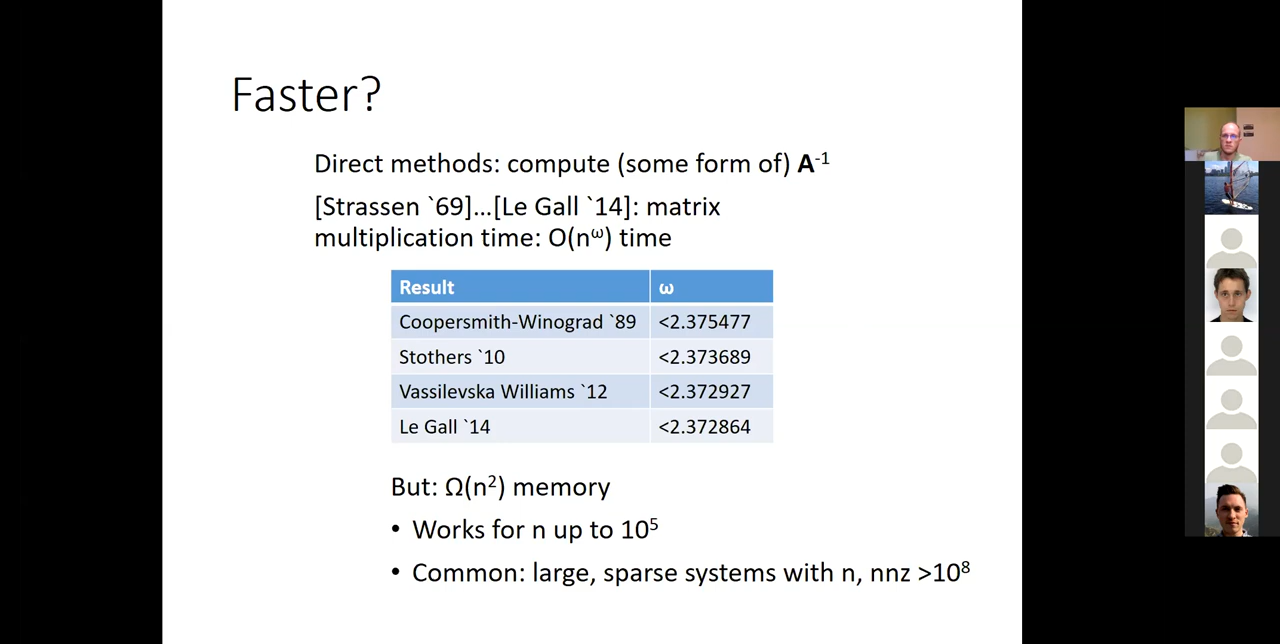 Faster?
Direct methods: compute (some form of) A⁻¹
[Strassen `69]...[Le Gall `14]: matrix
multiplication time: O(n^ω) time
Result ω
Coopersmith-Winograd `89 <2.375477
Stothers `10 <2.373689
Vassilevska Williams `12 <2.372927
Le Gall `14 <2.372864
But: Ω(n²) memory
• Works for n up to 10⁵
• Common: large, sparse systems with n, nnz >10⁸